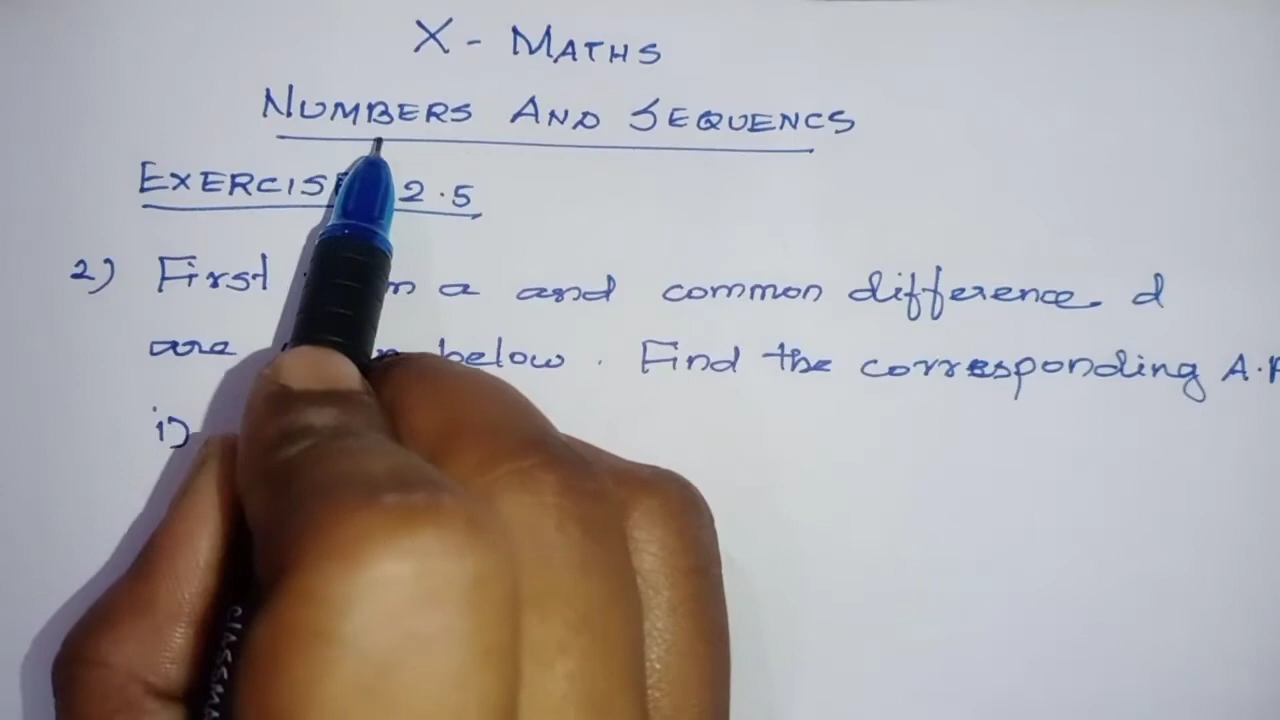 X - MATHS
NUMBERS AND SEQUENCS
EXERCISE 2.5
2) First a and common difference d
are below. Find the corresponding A.P
i)